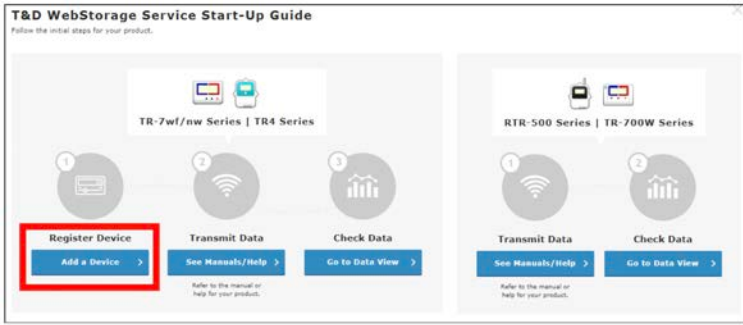 T&D WebStorage Service Start-Up Guide
Follow the initial steps for your product.
TR-7wf/nw Series | TR4 Series
1
2
3
Register Device
Transmit Data
Check Data
Add a Device >
See Manuals/Help >
Go to Data View >
Refer to the manual or
help for your product.
RTR-500 Series | TR-700W Series
1
2
Transmit Data
Check Data
See Manuals/Help >
Go to Data View >
Refer to the manual or
help for your product.